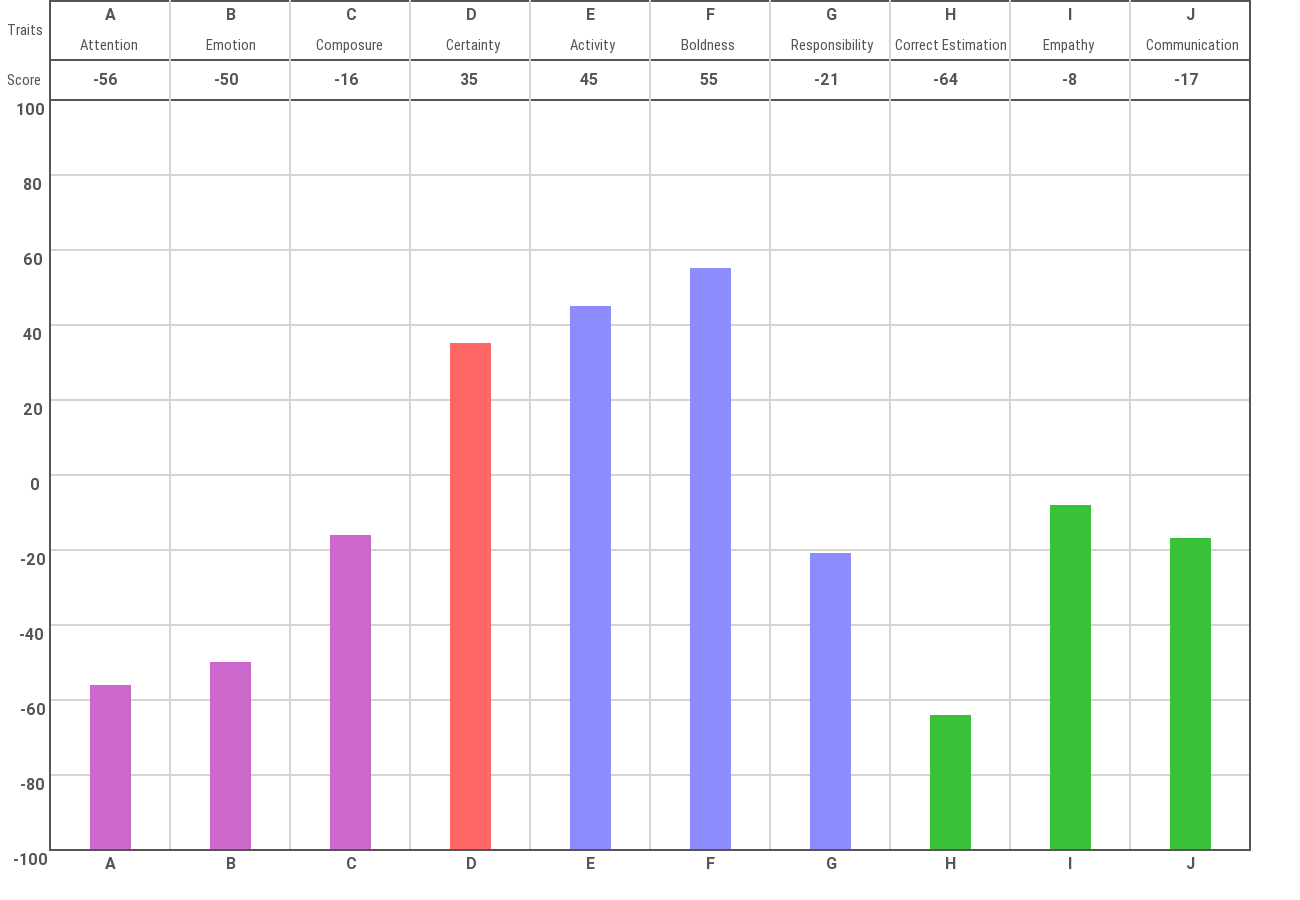 A B C D E F G H I J
Traits
Attention Emotion Composure Certainty Activity Boldness Responsibility Correct Estimation Empathy Communication
Score -56 -50 -16 35 45 55 -21 -64 -8 -17
100
80
60
40
20
0
-20
-40
-60
-80
-100
A B C D E F G H I J